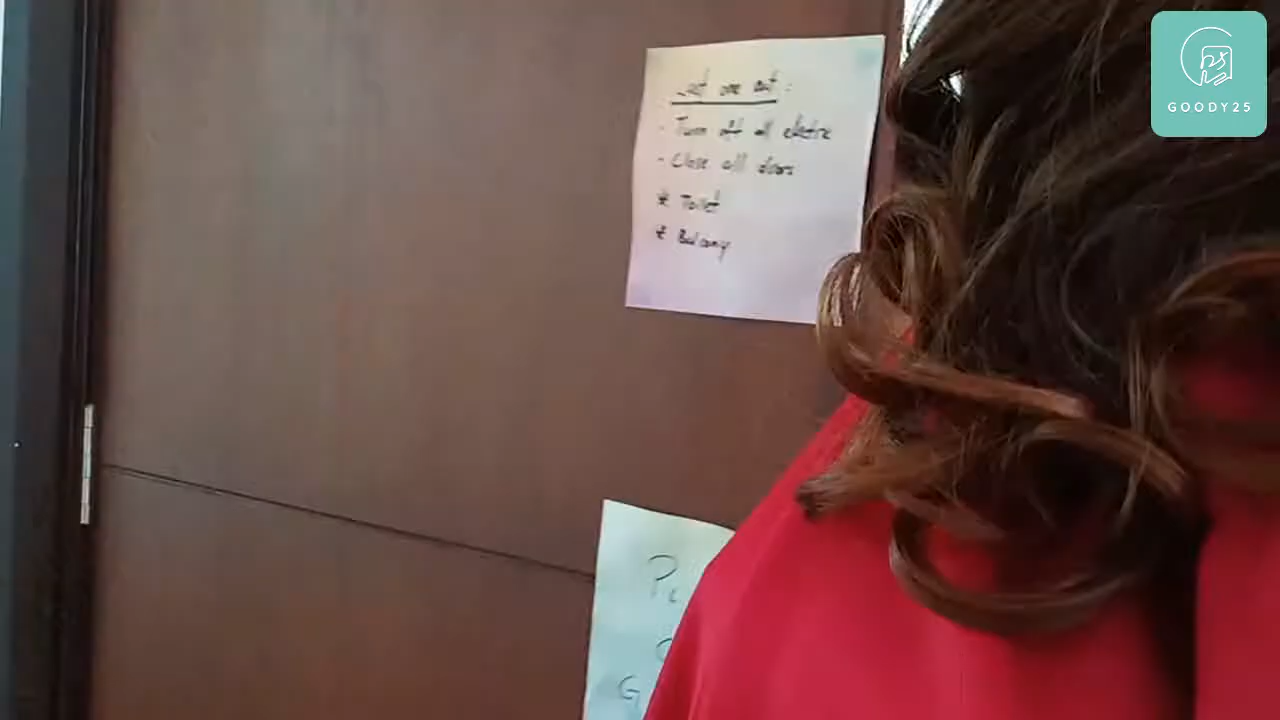 Last one out :
- Turn off all electric
- Close all doors
* Toilet
* Balcony
G
GOODY25